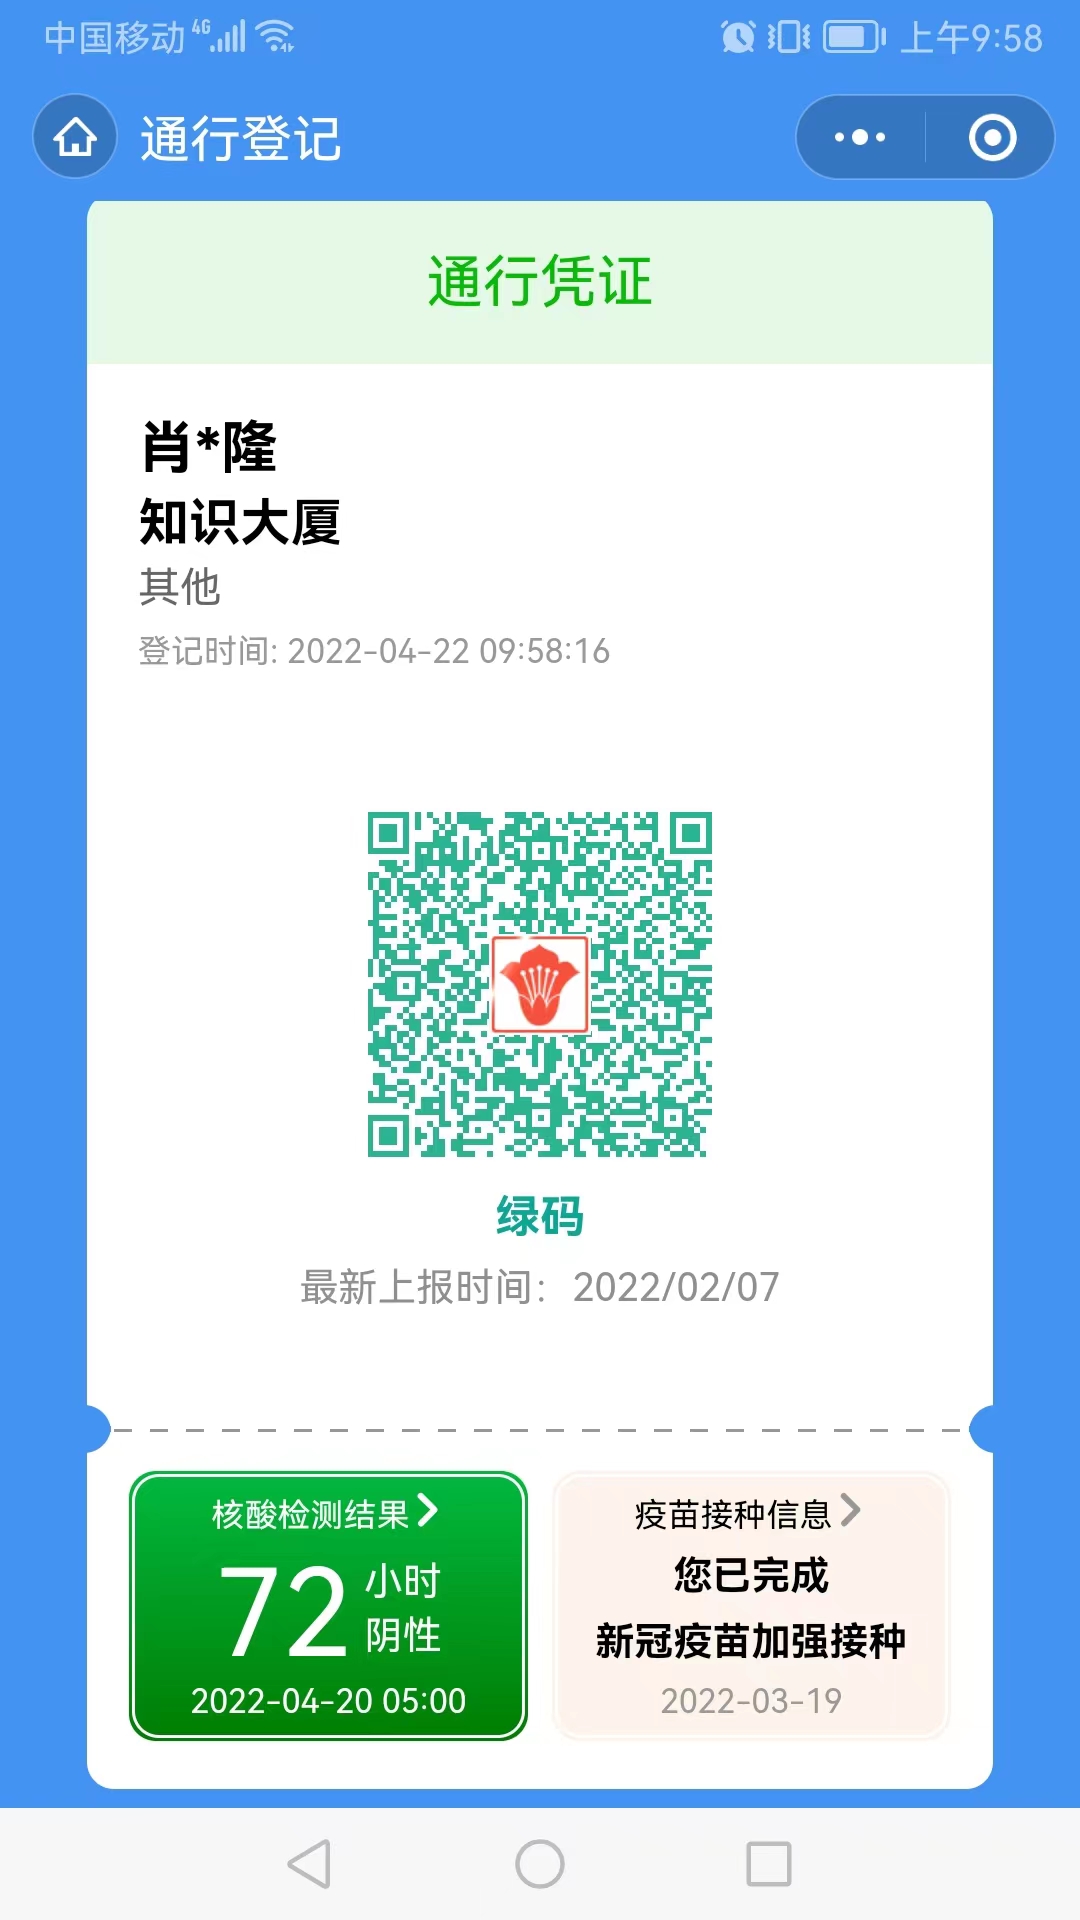 中国移动 4G 上午9:58
通行登记
通行凭证
肖*隆
知识大厦
其他
登记时间: 2022-04-22 09:58:16
绿码
最新上报时间：2022/02/07
核酸检测结果
72 小时
阴性
2022-04-20 05:00
疫苗接种信息
您已完成
新冠疫苗加强接种
2022-03-19